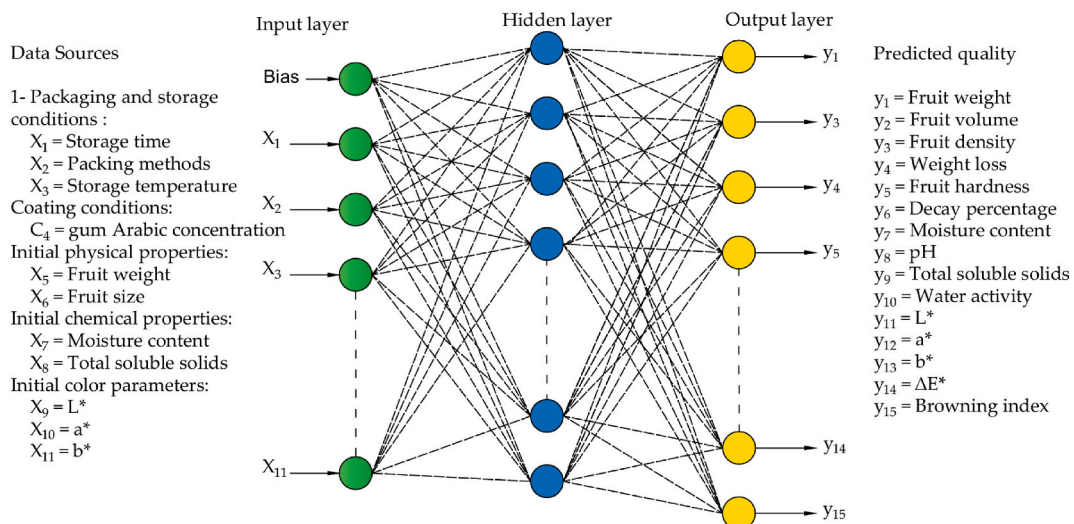 Input layer
Hidden layer
Output layer
Data Sources
1- Packaging and storage
conditions :
X₁ = Storage time
X₂ = Packing methods
X₃ = Storage temperature
Coating conditions:
C₄ = gum Arabic concentration
Initial physical properties:
X₅ = Fruit weight
X₆ = Fruit size
Initial chemical properties:
X₇ = Moisture content
X₈ = Total soluble solids
Initial color parameters:
X₉ = L*
X₁₀ = a*
X₁₁ = b*
Bias
X₁
X₂
X₃
X₁₁
y₁
y₃
y₄
y₅
y₁₄
y₁₅
Predicted quality
y₁ = Fruit weight
y₂ = Fruit volume
y₃ = Fruit density
y₄ = Weight loss
y₅ = Fruit hardness
y₆ = Decay percentage
y₇ = Moisture content
y₈ = pH
y₉ = Total soluble solids
y₁₀ = Water activity
y₁₁ = L*
y₁₂ = a*
y₁₃ = b*
y₁₄ = ΔE*
y₁₅ = Browning index